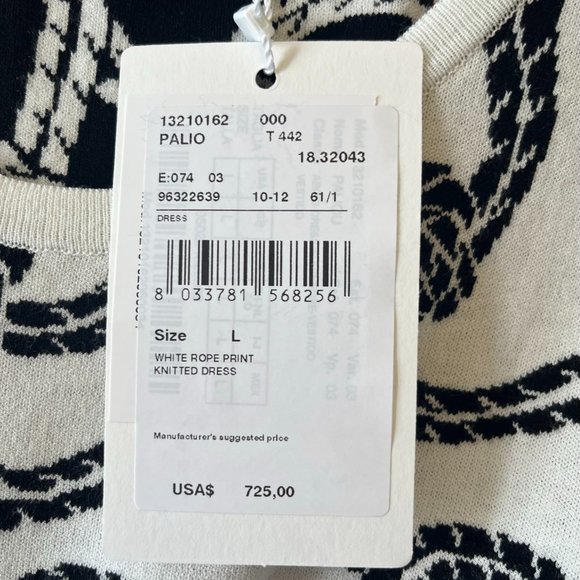 13210162 000
PALIO T 442
18.32043
E:074 03
96322639 10-12 61/1
DRESS
8 033781 568256
Size L
WHITE ROPE PRINT
KNITTED DRESS
Manufacturer's suggested price
USA$ 725,00